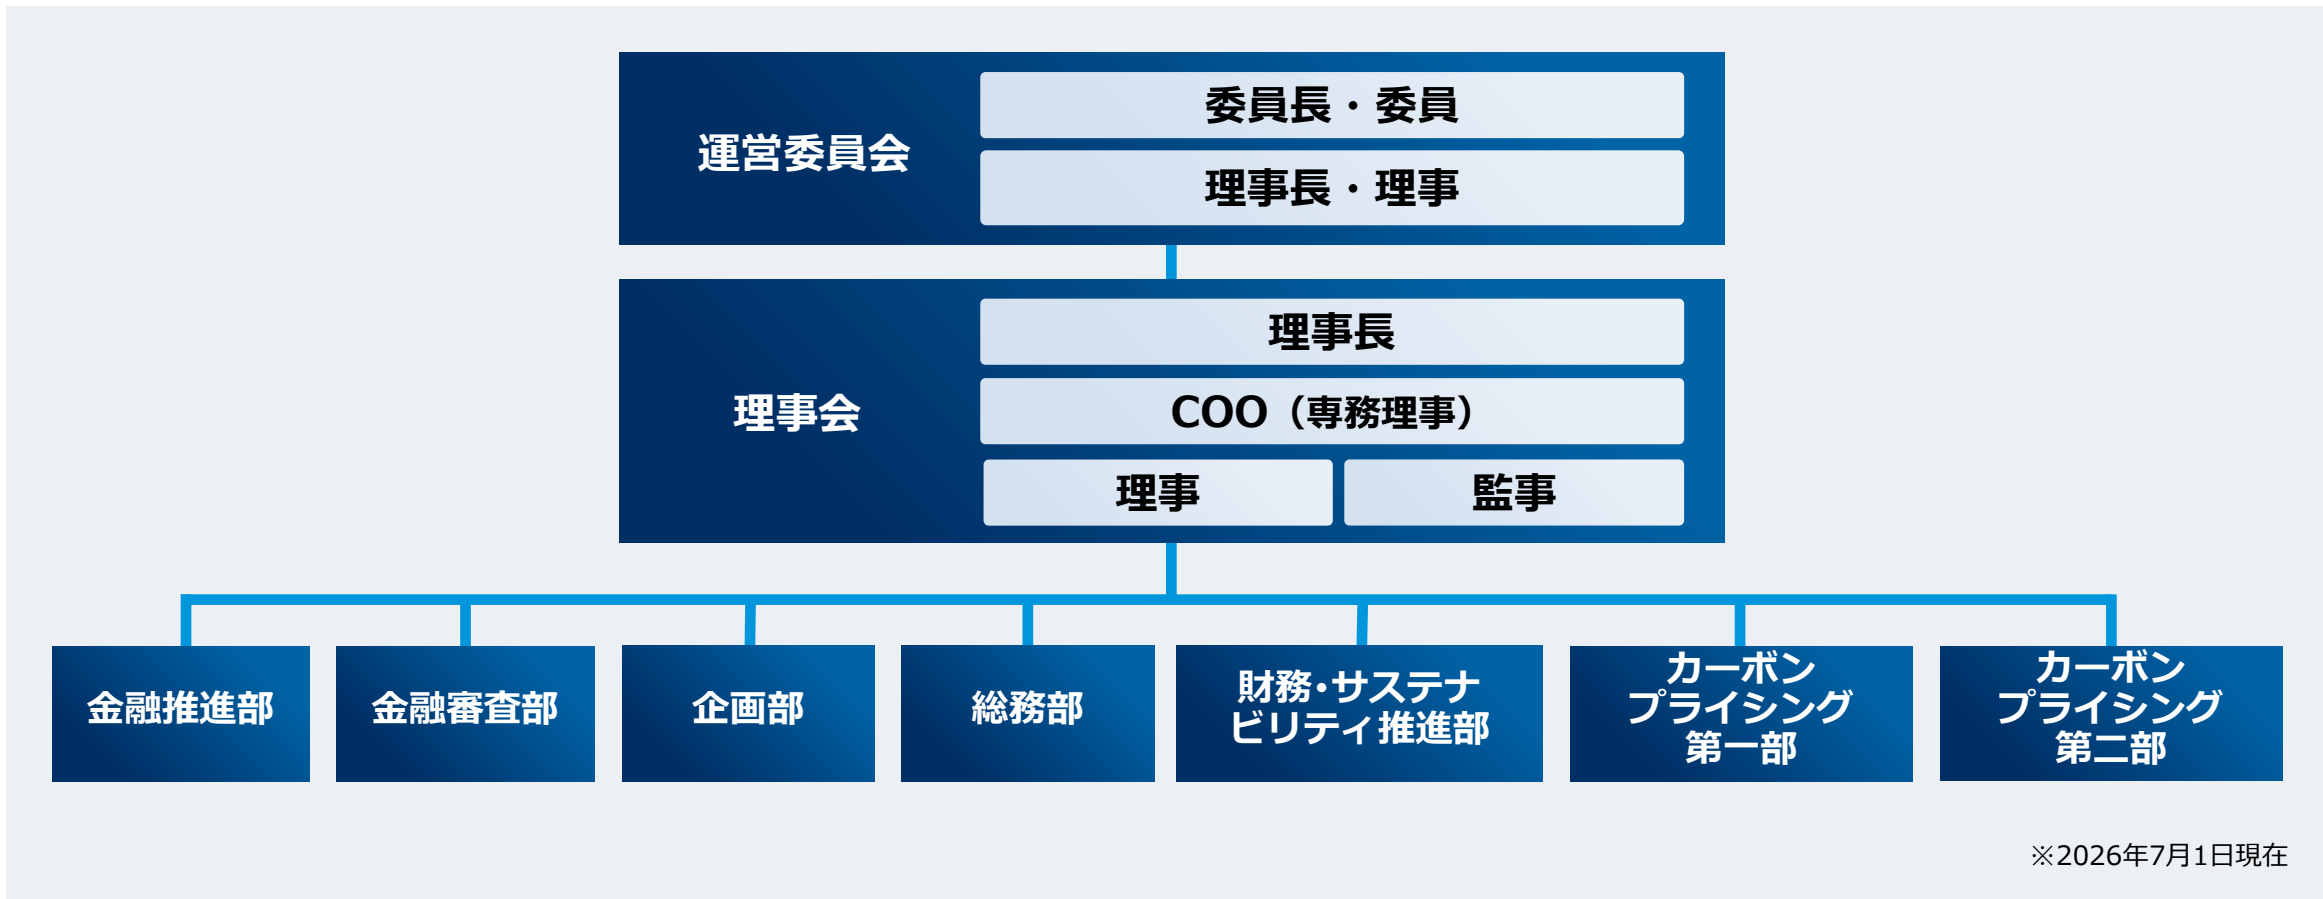 運営委員会
委員長・委員
理事長・理事
理事会
理事長
COO（専務理事）
理事
監事
金融推進部
金融審査部
企画部
総務部
財務・サステナ
ビリティ推進部
カーボン
プライシング
第一部
カーボン
プライシング
第二部
※2026年7月1日現在